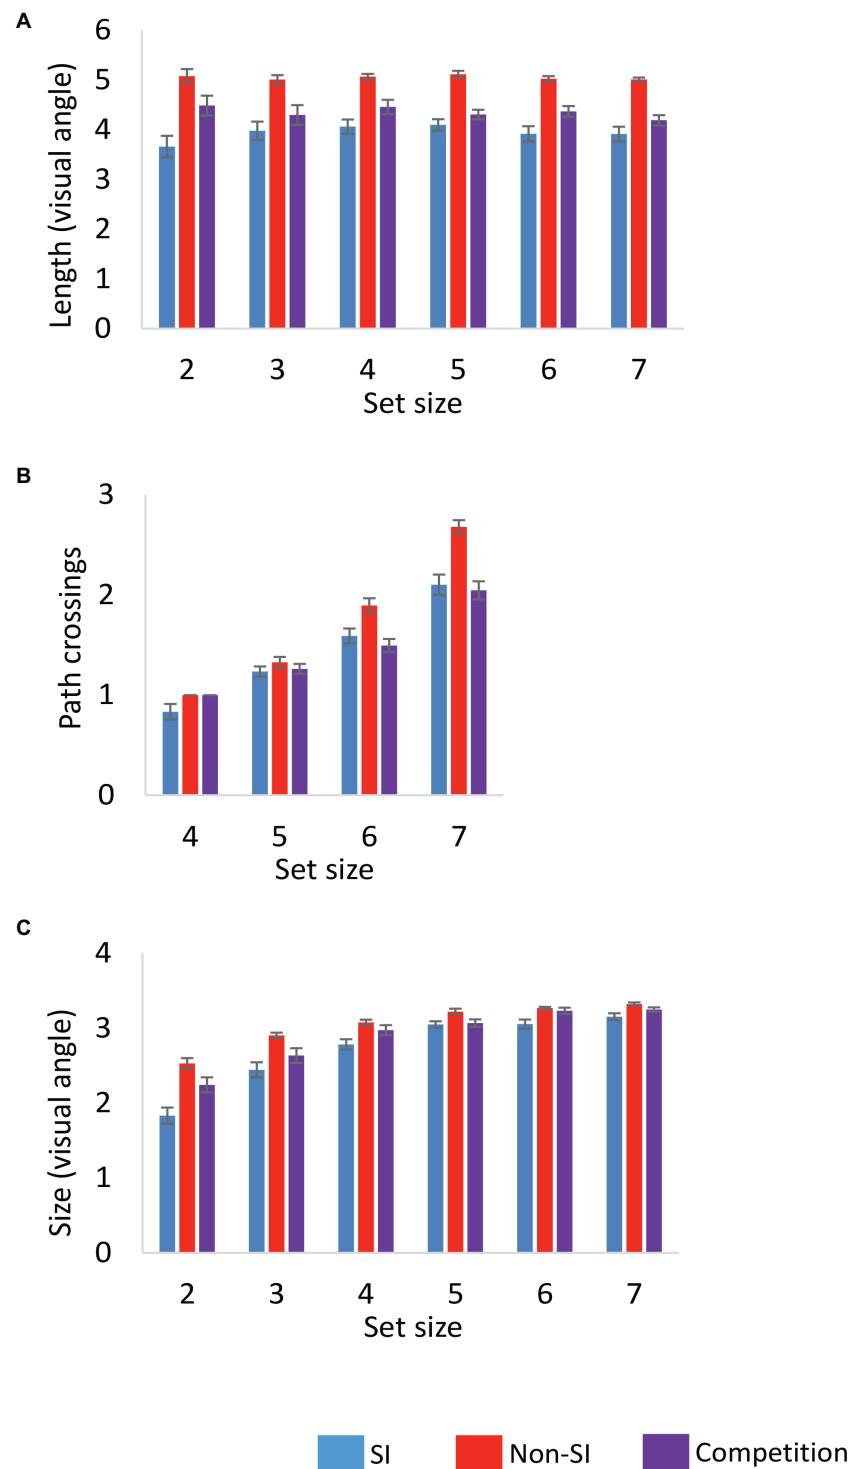 A
Length (visual angle)
6
5
4
3
2
1
0
2 3 4 5 6 7
Set size
B
Path crossings
3
2
1
0
4 5 6 7
Set size
C
Size (visual angle)
4
3
2
1
0
2 3 4 5 6 7
Set size
SI Non-SI Competition